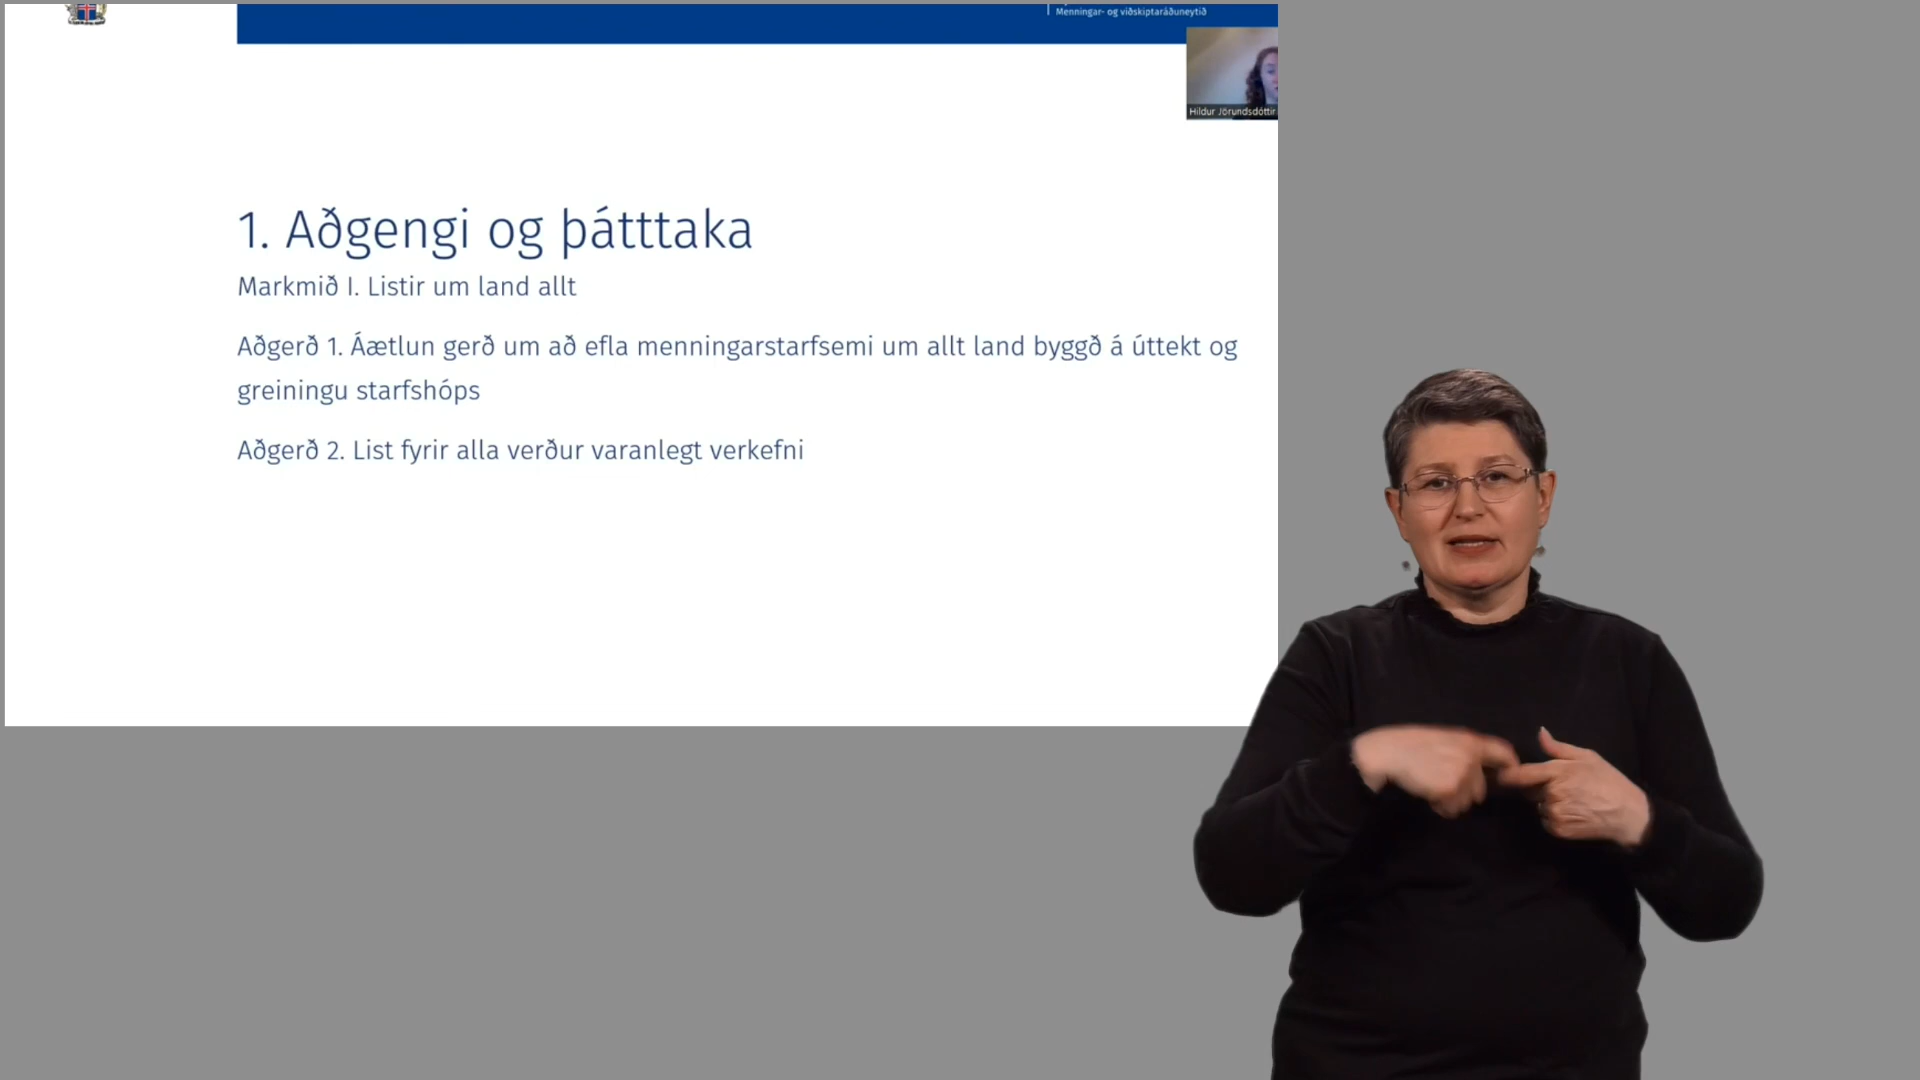 Menningar- og viðskiptaráðuneytið
Hildur Jörundsdóttir
1. Aðgengi og þátttaka
Markmið I. Listir um land allt
Aðgerð 1. Áætlun gerð um að efla menningarstarfsemi um allt land byggð á úttekt og
greiningu starfshóps
Aðgerð 2. List fyrir alla verður varanlegt verkefni